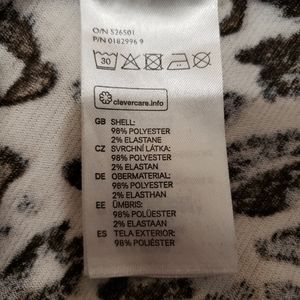 O/N 526501
P/N 0182996 9
30
clevercare.info
GB SHELL:
98% POLYESTER
2% ELASTANE
CZ SVRCHNÍ LÁTKA:
98% POLYESTER
2% ELASTAN
DE OBERMATERIAL:
98% POLYESTER
2% ELASTHAN
EE ÜMBRIS:
98% POLÜESTER
2% ELASTAAN
ES TELA EXTERIOR:
98% POLIÉSTER